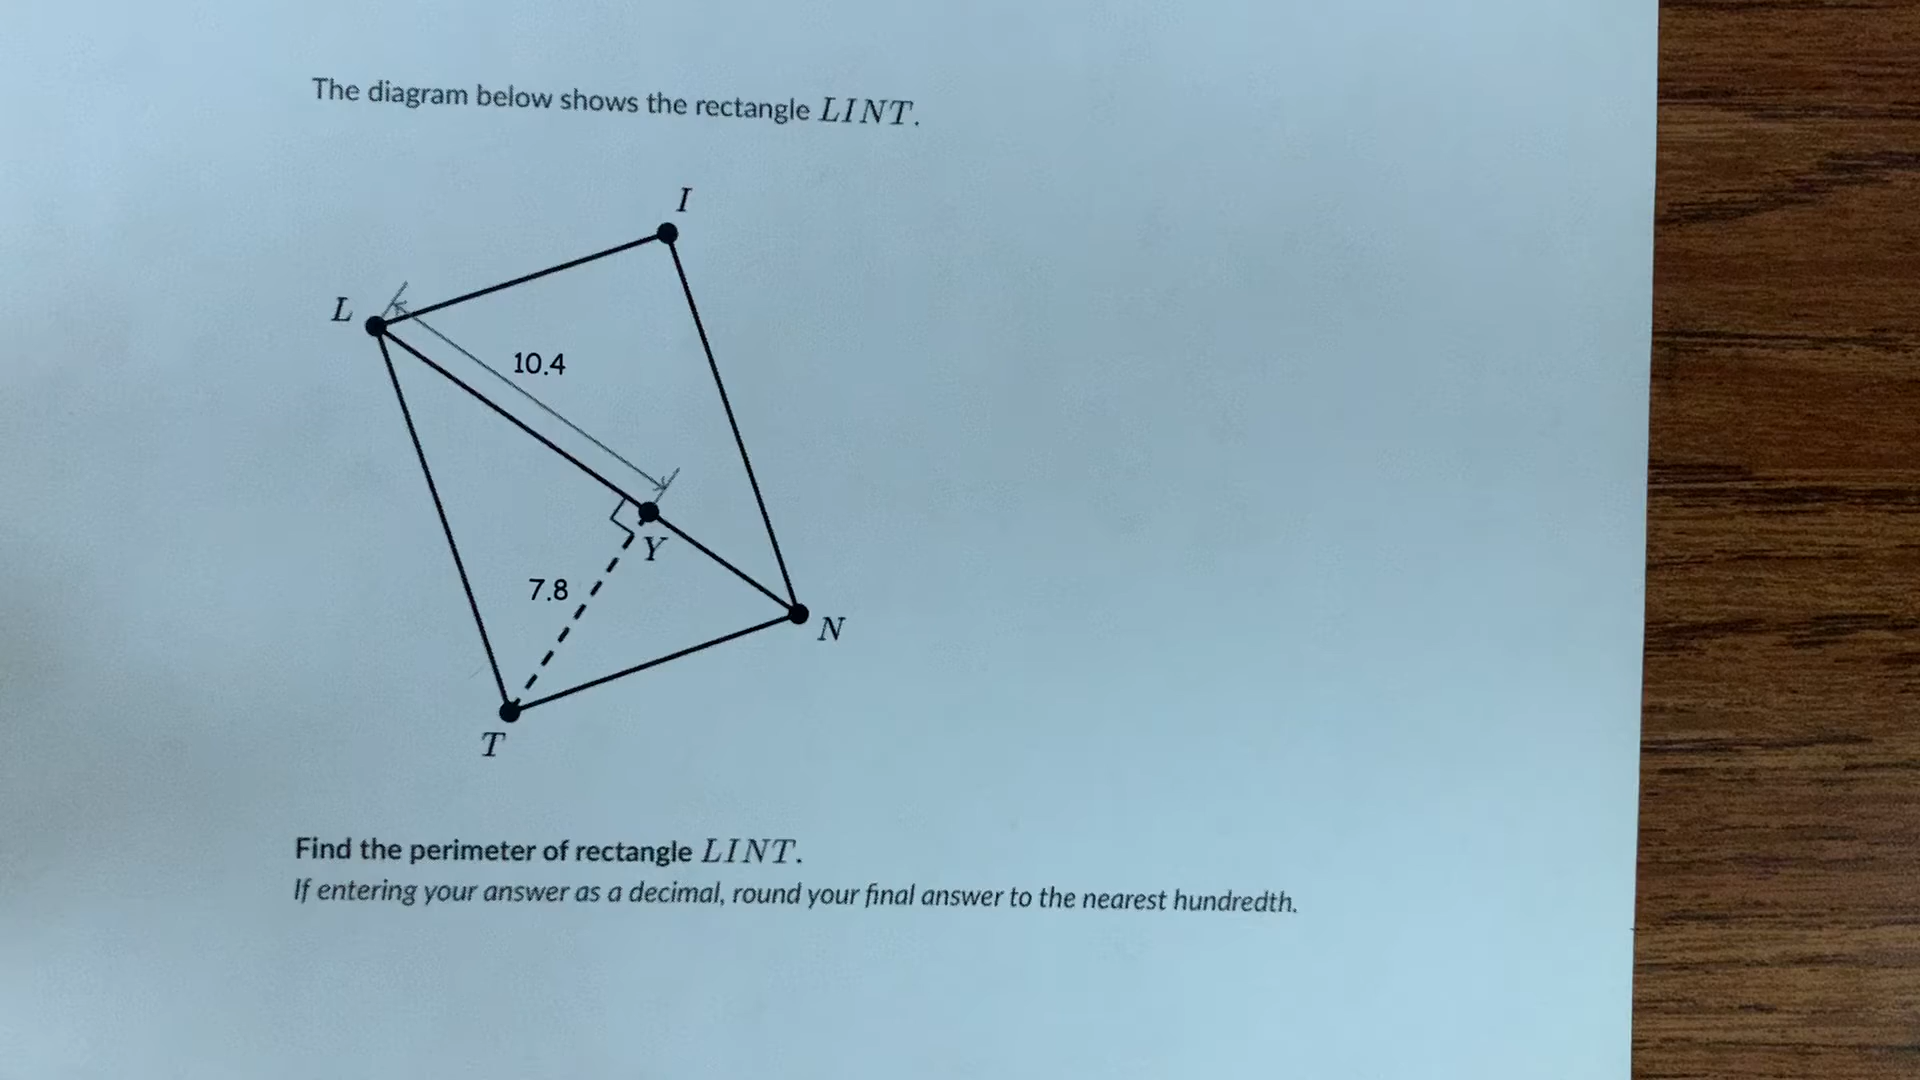 The diagram below shows the rectangle LINT.
I
L
10.4
Y
7.8
N
T
Find the perimeter of rectangle LINT.
If entering your answer as a decimal, round your final answer to the nearest hundredth.